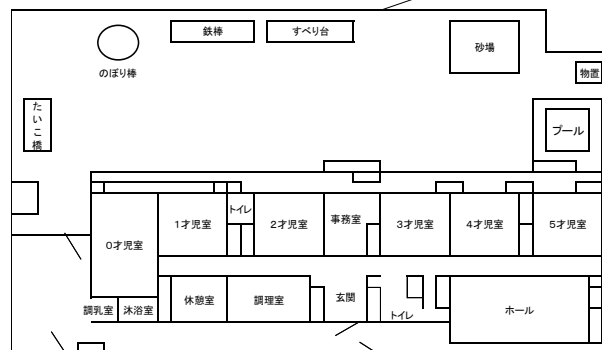 鉄棒
すべり台
砂場
のぼり棒
物置
たいこ橋
プール
トイレ
1才児室
2才児室
事務室
3才児室
4才児室
5才児室
0才児室
調乳室
沐浴室
休憩室
調理室
玄関
トイレ
ホール